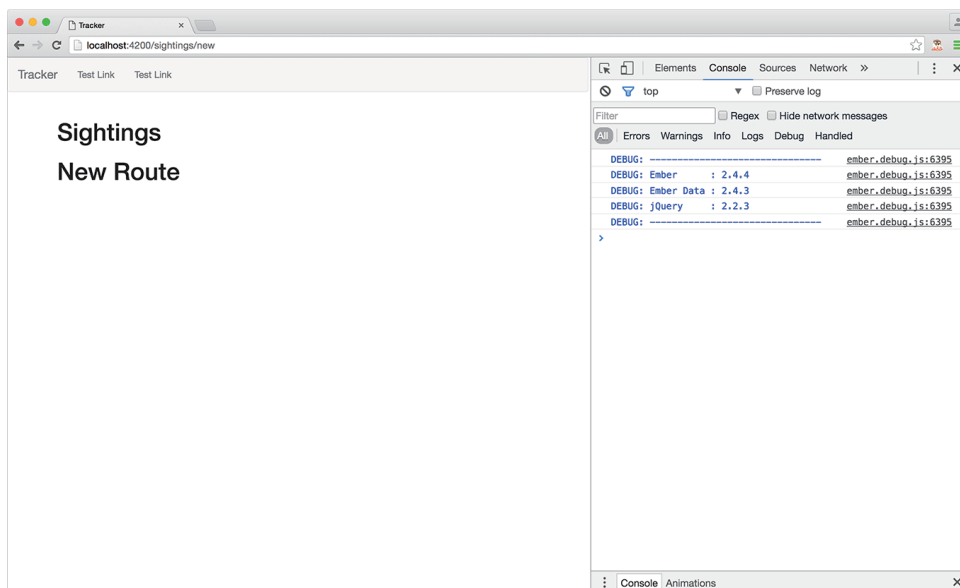 Tracker
localhost:4200/sightings/new
Tracker Test Link Test Link
Sightings
New Route
Elements Console Sources Network »
top ▼ Preserve log
Filter Regex Hide network messages
All Errors Warnings Info Logs Debug Handled
DEBUG: ------------------------------- ember.debug.js:6395
DEBUG: Ember : 2.4.4 ember.debug.js:6395
DEBUG: Ember Data : 2.4.3 ember.debug.js:6395
DEBUG: jQuery : 2.2.3 ember.debug.js:6395
DEBUG: ------------------------------- ember.debug.js:6395
>
Console Animations